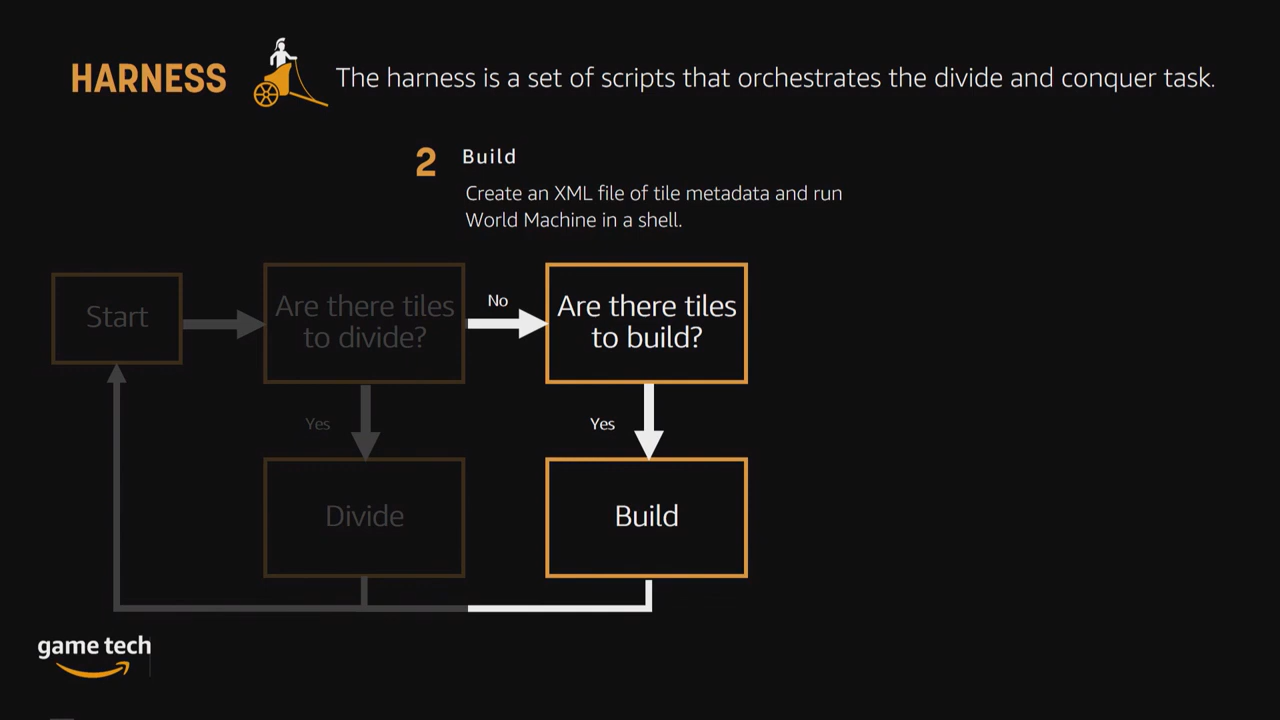 HARNESS
The harness is a set of scripts that orchestrates the divide and conquer task.
2
Build
Create an XML file of tile metadata and run
World Machine in a shell.
Start
Are there tiles
to divide?
No
Are there tiles
to build?
Yes
Yes
Divide
Build
game tech